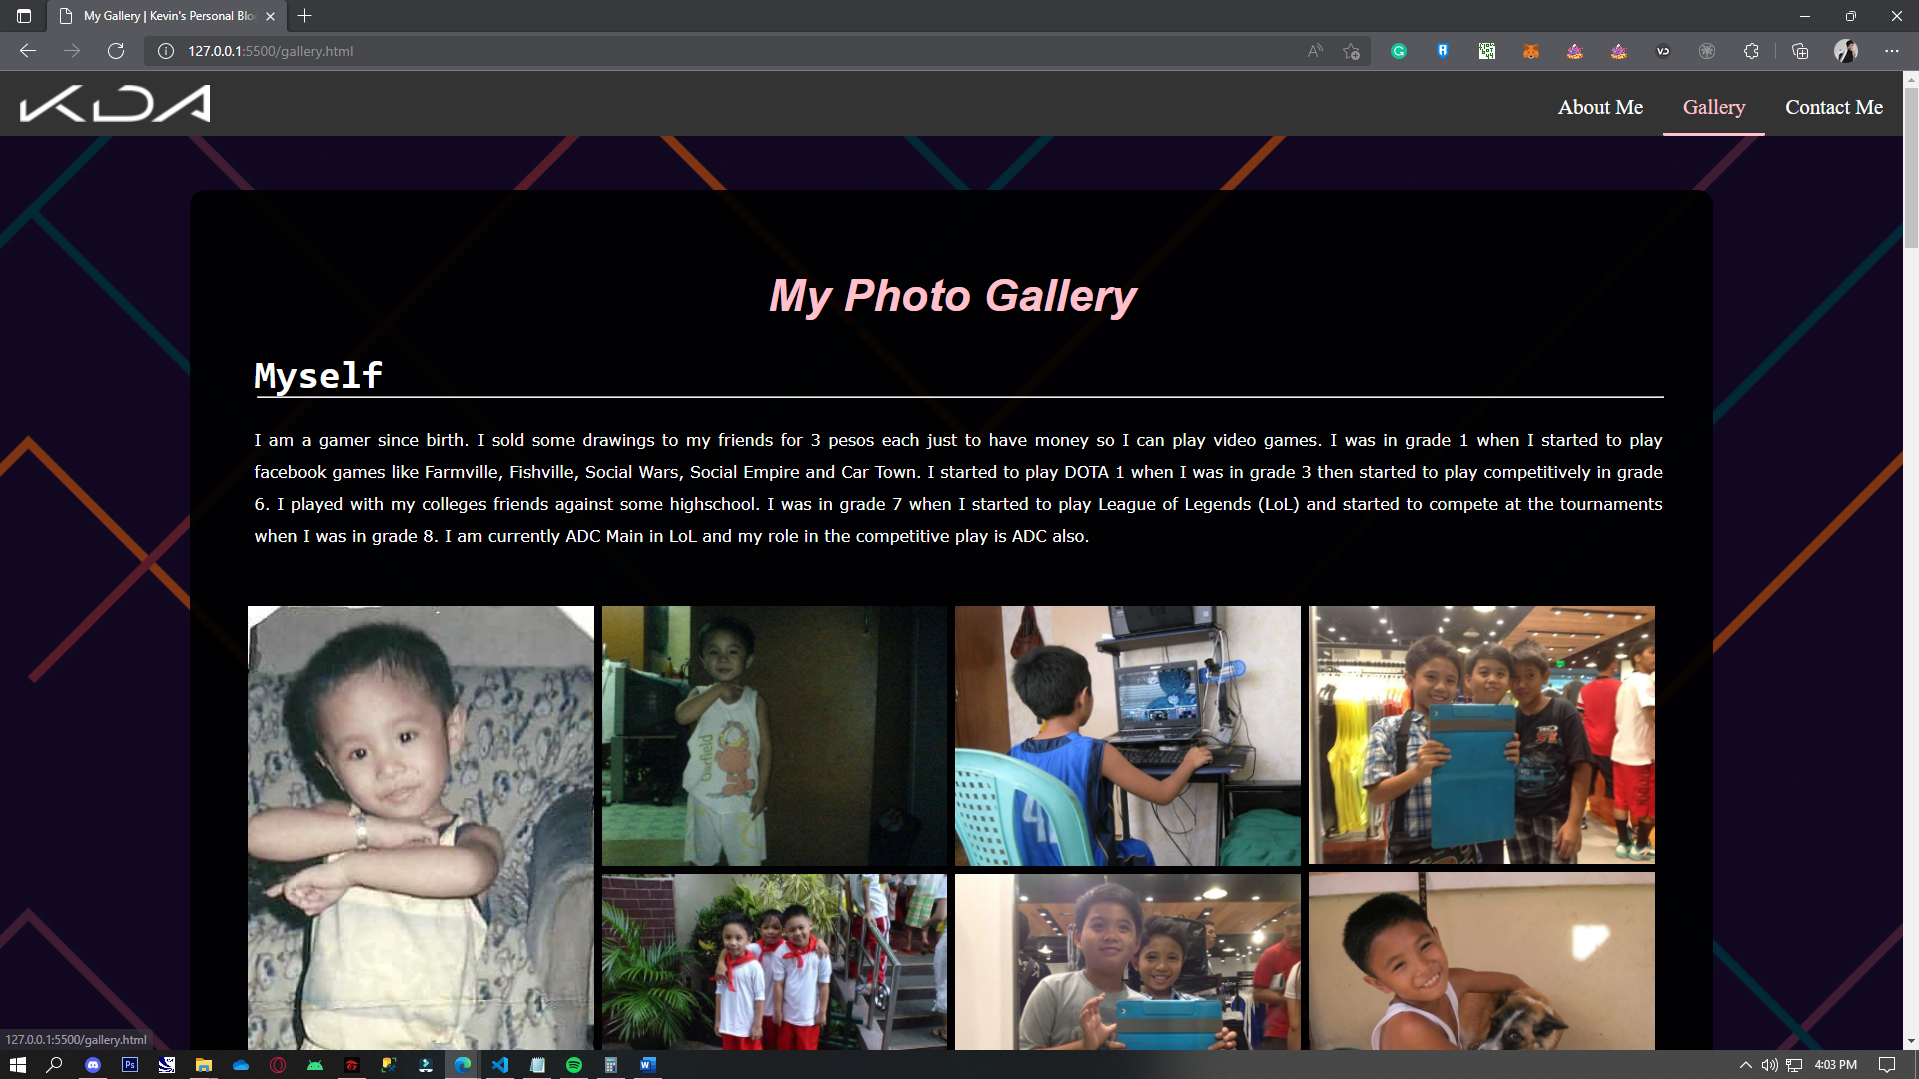 My Gallery | Kevin's Personal Blo
127.0.0.1:5500/gallery.html
KDA
About Me
Gallery
Contact Me
My Photo Gallery
Myself
I am a gamer since birth. I sold some drawings to my friends for 3 pesos each just to have money so I can play video games. I was in grade 1 when I started to play
facebook games like Farmville, Fishville, Social Wars, Social Empire and Car Town. I started to play DOTA 1 when I was in grade 3 then started to play competitively in grade
6. I played with my colleges friends against some highschool. I was in grade 7 when I started to play League of Legends (LoL) and started to compete at the tournaments
when I was in grade 8. I am currently ADC Main in LoL and my role in the competitive play is ADC also.
Garfield
127.0.0.1:5500/gallery.html
Ps
4:03 PM